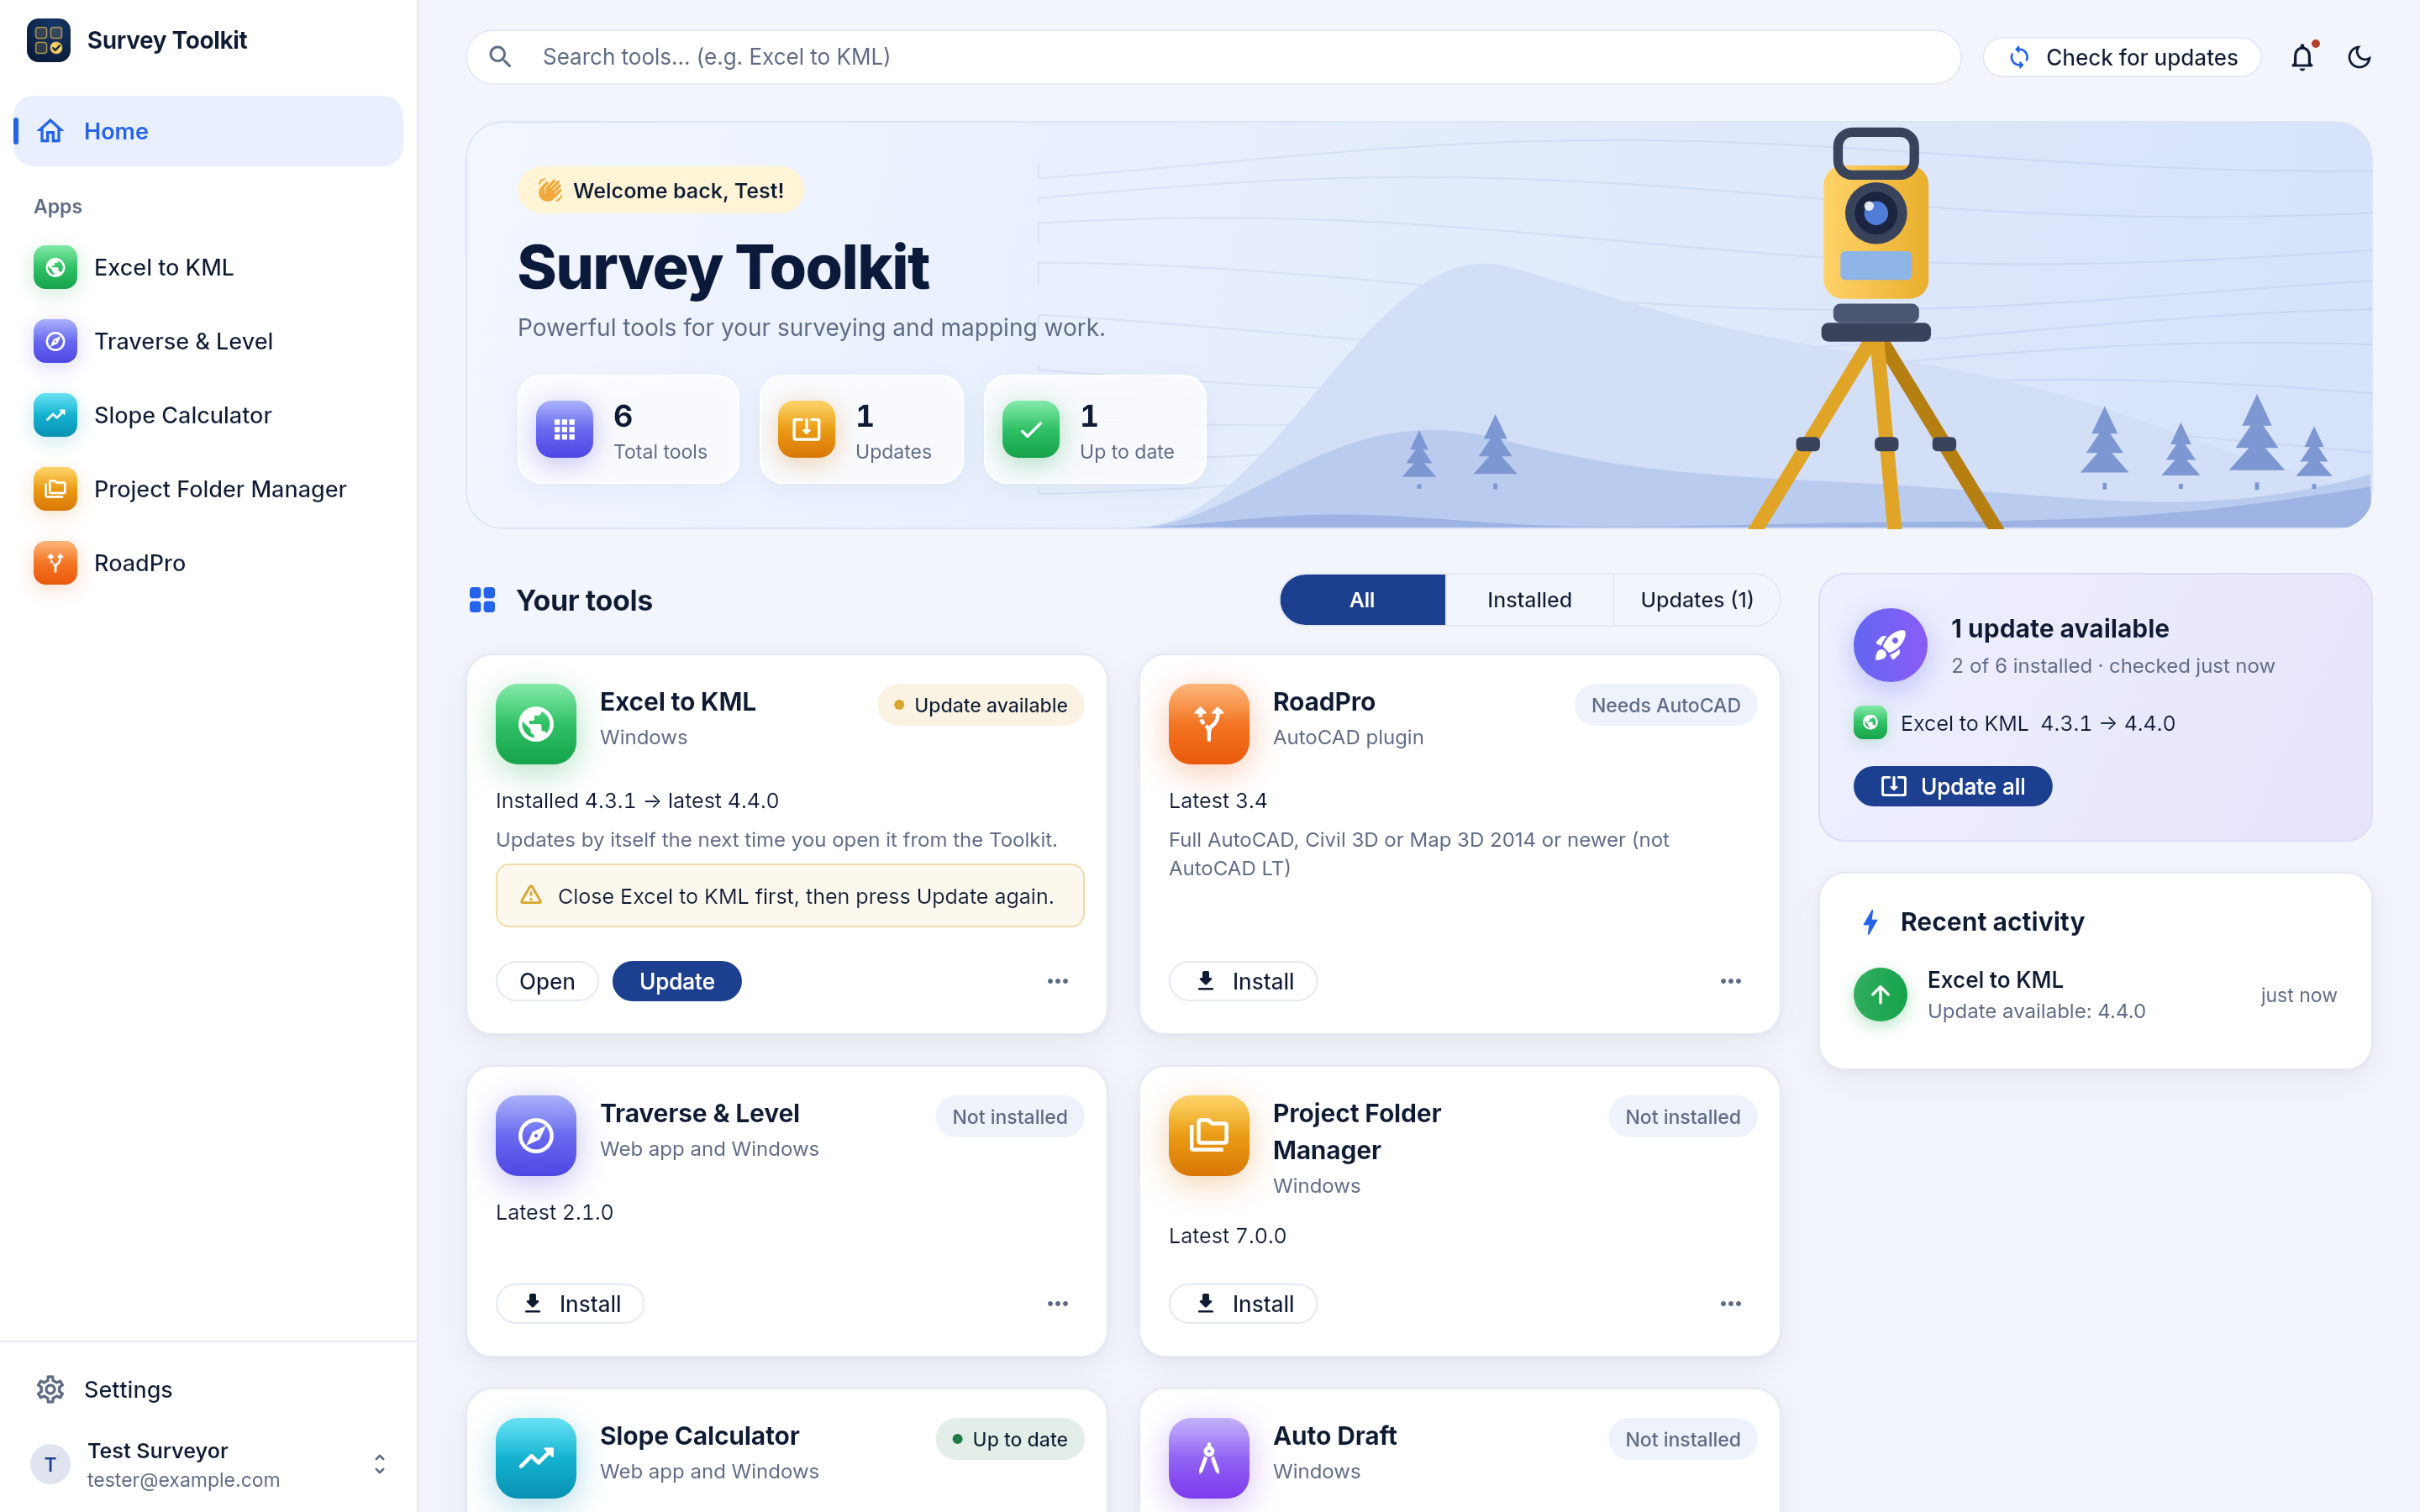 Survey Toolkit
Home
Apps
Excel to KML
Traverse & Level
Slope Calculator
Project Folder Manager
RoadPro
Settings
T
Test Surveyor
tester@example.com
Search tools... (e.g. Excel to KML)
Check for updates
Welcome back, Test!
Survey Toolkit
Powerful tools for your surveying and mapping work.
6
Total tools
1
Updates
1
Up to date
Your tools
All
Installed
Updates (1)
Excel to KML
Windows
Update available
Installed 4.3.1 → latest 4.4.0
Updates by itself the next time you open it from the Toolkit.
Close Excel to KML first, then press Update again.
Open
Update
RoadPro
AutoCAD plugin
Needs AutoCAD
Latest 3.4
Full AutoCAD, Civil 3D or Map 3D 2014 or newer (not
AutoCAD LT)
Install
Traverse & Level
Web app and Windows
Not installed
Latest 2.1.0
Install
Project Folder
Manager
Windows
Not installed
Latest 7.0.0
Install
Slope Calculator
Web app and Windows
Up to date
Auto Draft
Windows
Not installed
1 update available
2 of 6 installed · checked just now
Excel to KML 4.3.1 → 4.4.0
Update all
Recent activity
Excel to KML
Update available: 4.4.0
just now